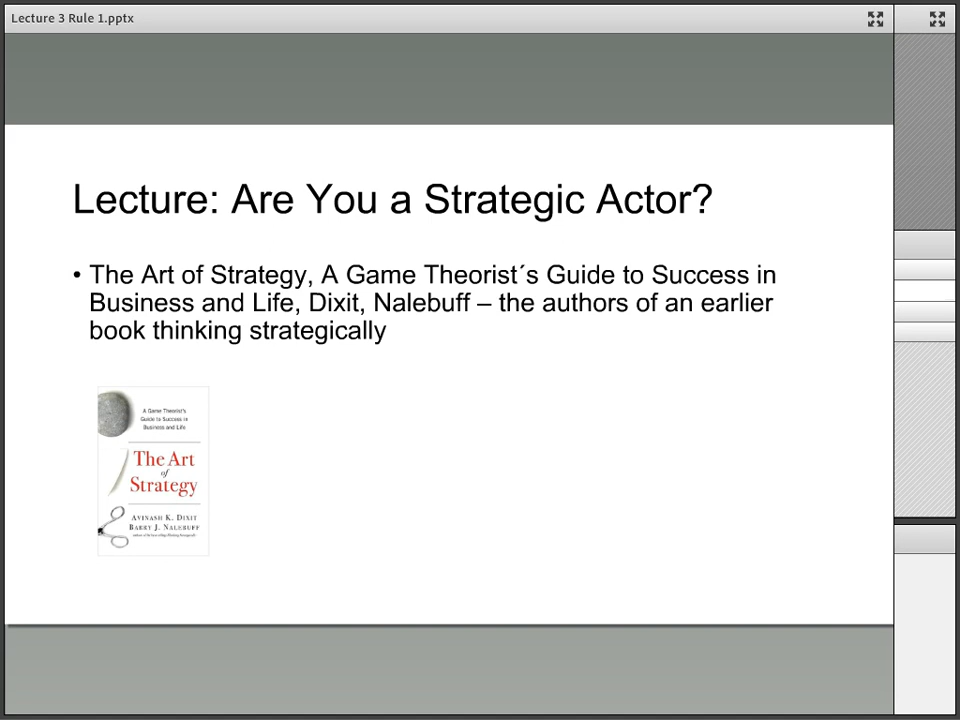 Lecture 3 Rule 1.pptx
Lecture: Are You a Strategic Actor?
• The Art of Strategy, A Game Theorist´s Guide to Success in
Business and Life, Dixit, Nalebuff – the authors of an earlier
book thinking strategically
A Game Theorist's
Guide to Success in
Business and Life
The Art
of
Strategy
AVINASH K. DIXIT
BARRY J. NALEBUFF